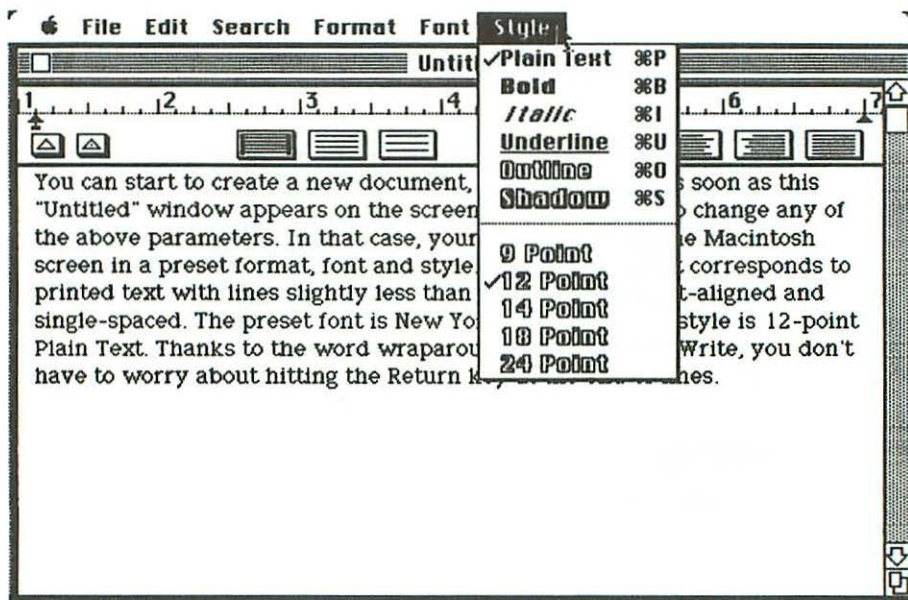 File Edit Search Format Font Style
Untitl
✓Plain Text ⌘P
Bold ⌘B
Italic ⌘I
Underline ⌘U
Outline ⌘O
Shadow ⌘S
9 Point
✓12 Point
14 Point
18 Point
24 Point
1 2 3 4 6 7
You can start to create a new document, s soon as this
"Untitled" window appears on the screen change any of
the above parameters. In that case, your Macintosh
screen in a preset format, font and style. corresponds to
printed text with lines slightly less than t-aligned and
single-spaced. The preset font is New Yo style is 12-point
Plain Text. Thanks to the word wraparou Write, you don't
have to worry about hitting the Return